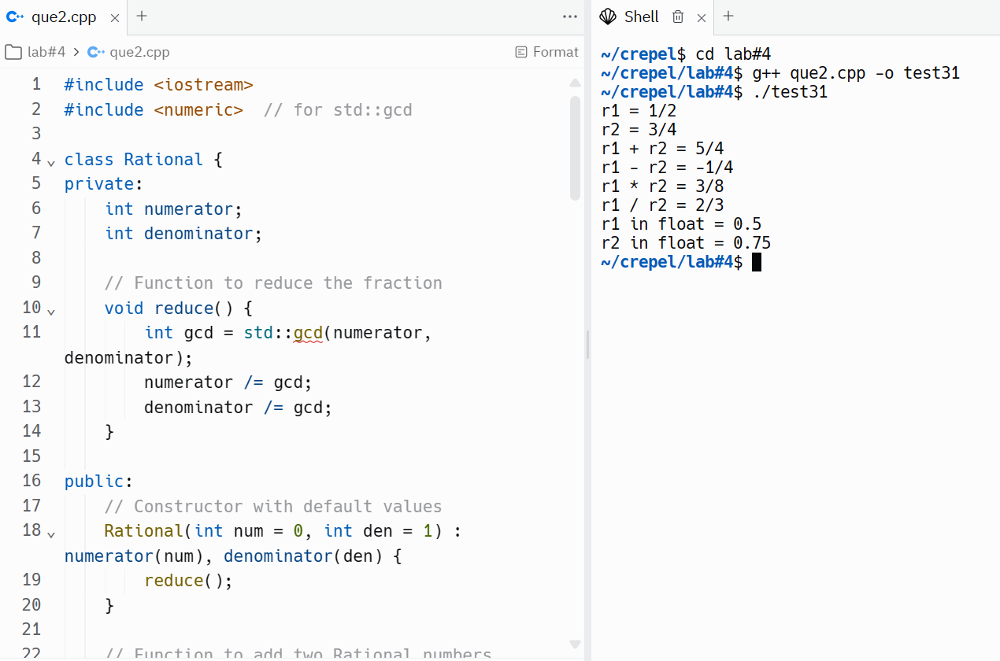 que2.cpp
lab#4 > que2.cpp
Format
1 #include <iostream>
2 #include <numeric>  // for std::gcd
3
4 class Rational {
5 private:
6     int numerator;
7     int denominator;
8
9     // Function to reduce the fraction
10     void reduce() {
11         int gcd = std::gcd(numerator,
denominator);
12         numerator /= gcd;
13         denominator /= gcd;
14     }
15
16 public:
17     // Constructor with default values
18     Rational(int num = 0, int den = 1) :
numerator(num), denominator(den) {
19         reduce();
20     }
21
22     // Function to add two Rational numbers
Shell
~/crepel$ cd lab#4
~/crepel/lab#4$ g++ que2.cpp -o test31
~/crepel/lab#4$ ./test31
r1 = 1/2
r2 = 3/4
r1 + r2 = 5/4
r1 - r2 = -1/4
r1 * r2 = 3/8
r1 / r2 = 2/3
r1 in float = 0.5
r2 in float = 0.75
~/crepel/lab#4$